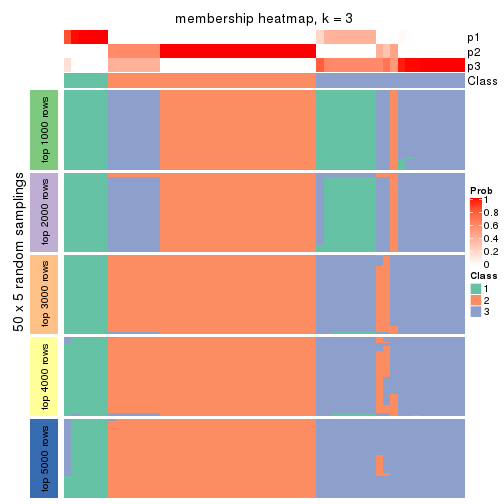 membership heatmap, k = 3
p1
p2
p3
Class
50 x 5 random samplings
top 1000 rows
top 2000 rows
top 3000 rows
top 4000 rows
top 5000 rows
Prob
1
0.8
0.6
0.4
0.2
0
Class
1
2
3